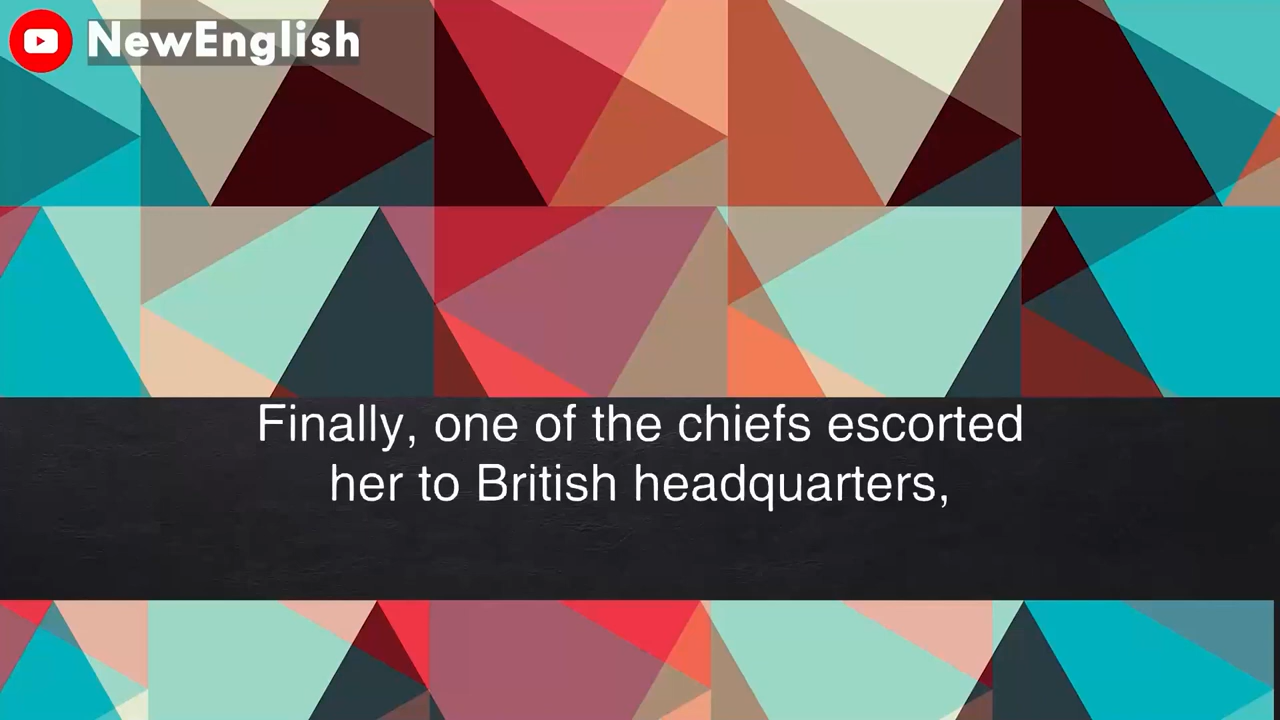 NewEnglish
Finally, one of the chiefs escorted
her to British headquarters,